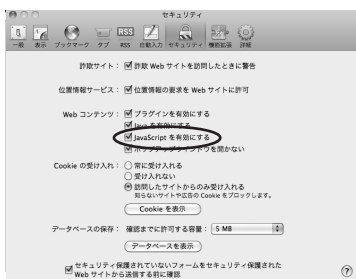 セキュリティ
一般 表示 ブックマーク タブ RSS 自動入力 セキュリティ 機能拡張 詳細
詐欺サイト： 詐欺 Web サイトを訪問したときに警告
位置情報サービス： 位置情報の要求を Web サイトに許可
Web コンテンツ： プラグインを有効にする
Java を有効にする
JavaScript を有効にする
ポップアップウインドウを開かない
Cookie の受け入れ： 常に受け入れる
受け入れない
訪問したサイトからのみ受け入れる
知らないサイトや広告の Cookie をブロックします。
Cookie を表示
データベースの保存： 確認までに許可する容量： 5 MB
データベースを表示
セキュリティ保護されていないフォームをセキュリティ保護された
Web サイトから送信する前に確認
?